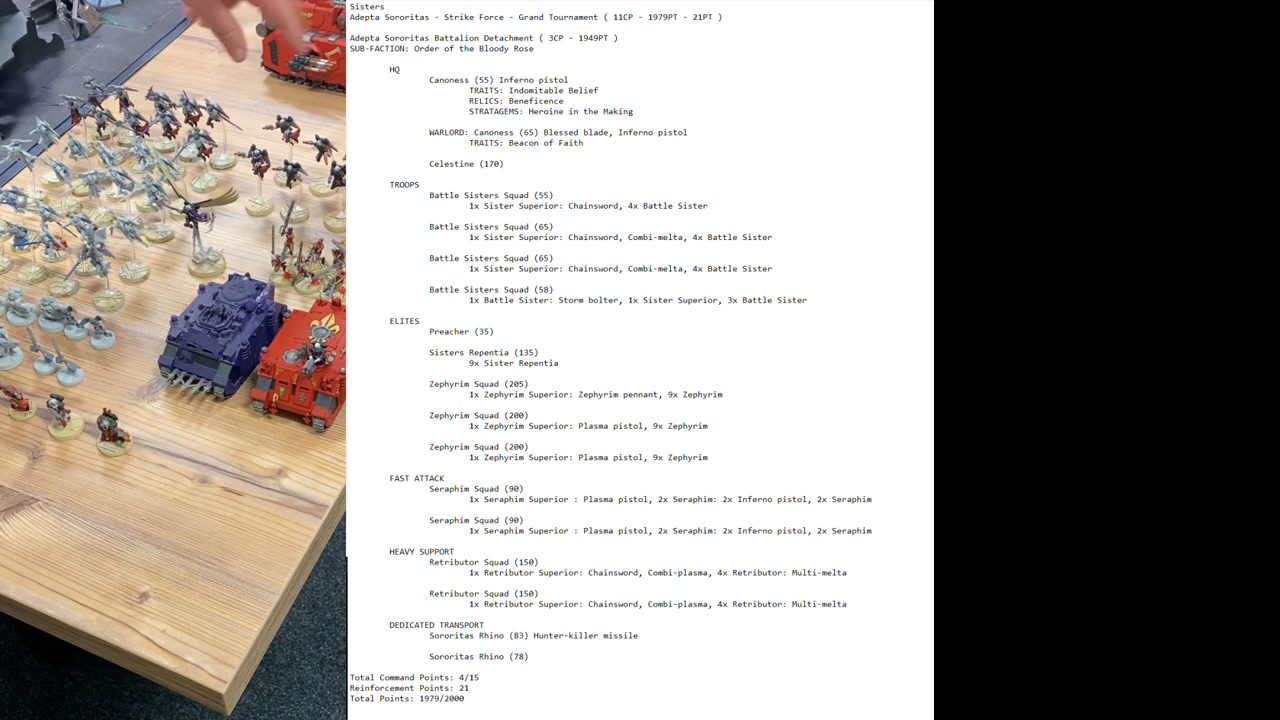 Sisters
Adepta Sororitas - Strike Force - Grand Tournament ( 11CP - 1979PT - 21PT )
Adepta Sororitas Battalion Detachment ( 3CP - 1949PT )
SUB-FACTION: Order of the Bloody Rose
HQ
Canoness (55) Inferno pistol
TRAITS: Indomitable Belief
RELICS: Beneficence
STRATAGEMS: Heroine in the Making
WARLORD: Canoness (65) Blessed blade, Inferno pistol
TRAITS: Beacon of Faith
Celestine (170)
TROOPS
Battle Sisters Squad (55)
1x Sister Superior: Chainsword, 4x Battle Sister
Battle Sisters Squad (65)
1x Sister Superior: Chainsword, Combi-melta, 4x Battle Sister
Battle Sisters Squad (65)
1x Sister Superior: Chainsword, Combi-melta, 4x Battle Sister
Battle Sisters Squad (58)
1x Battle Sister: Storm bolter, 1x Sister Superior, 3x Battle Sister
ELITES
Preacher (35)
Sisters Repentia (135)
9x Sister Repentia
Zephyrim Squad (205)
1x Zephyrim Superior: Zephyrim pennant, 9x Zephyrim
Zephyrim Squad (200)
1x Zephyrim Superior: Plasma pistol, 9x Zephyrim
Zephyrim Squad (200)
1x Zephyrim Superior: Plasma pistol, 9x Zephyrim
FAST ATTACK
Seraphim Squad (90)
1x Seraphim Superior : Plasma pistol, 2x Seraphim: 2x Inferno pistol, 2x Seraphim
Seraphim Squad (90)
1x Seraphim Superior : Plasma pistol, 2x Seraphim: 2x Inferno pistol, 2x Seraphim
HEAVY SUPPORT
Retributor Squad (150)
1x Retributor Superior: Chainsword, Combi-plasma, 4x Retributor: Multi-melta
Retributor Squad (150)
1x Retributor Superior: Chainsword, Combi-plasma, 4x Retributor: Multi-melta
DEDICATED TRANSPORT
Sororitas Rhino (83) Hunter-killer missile
Sororitas Rhino (78)
Total Command Points: 4/15
Reinforcement Points: 21
Total Points: 1979/2000